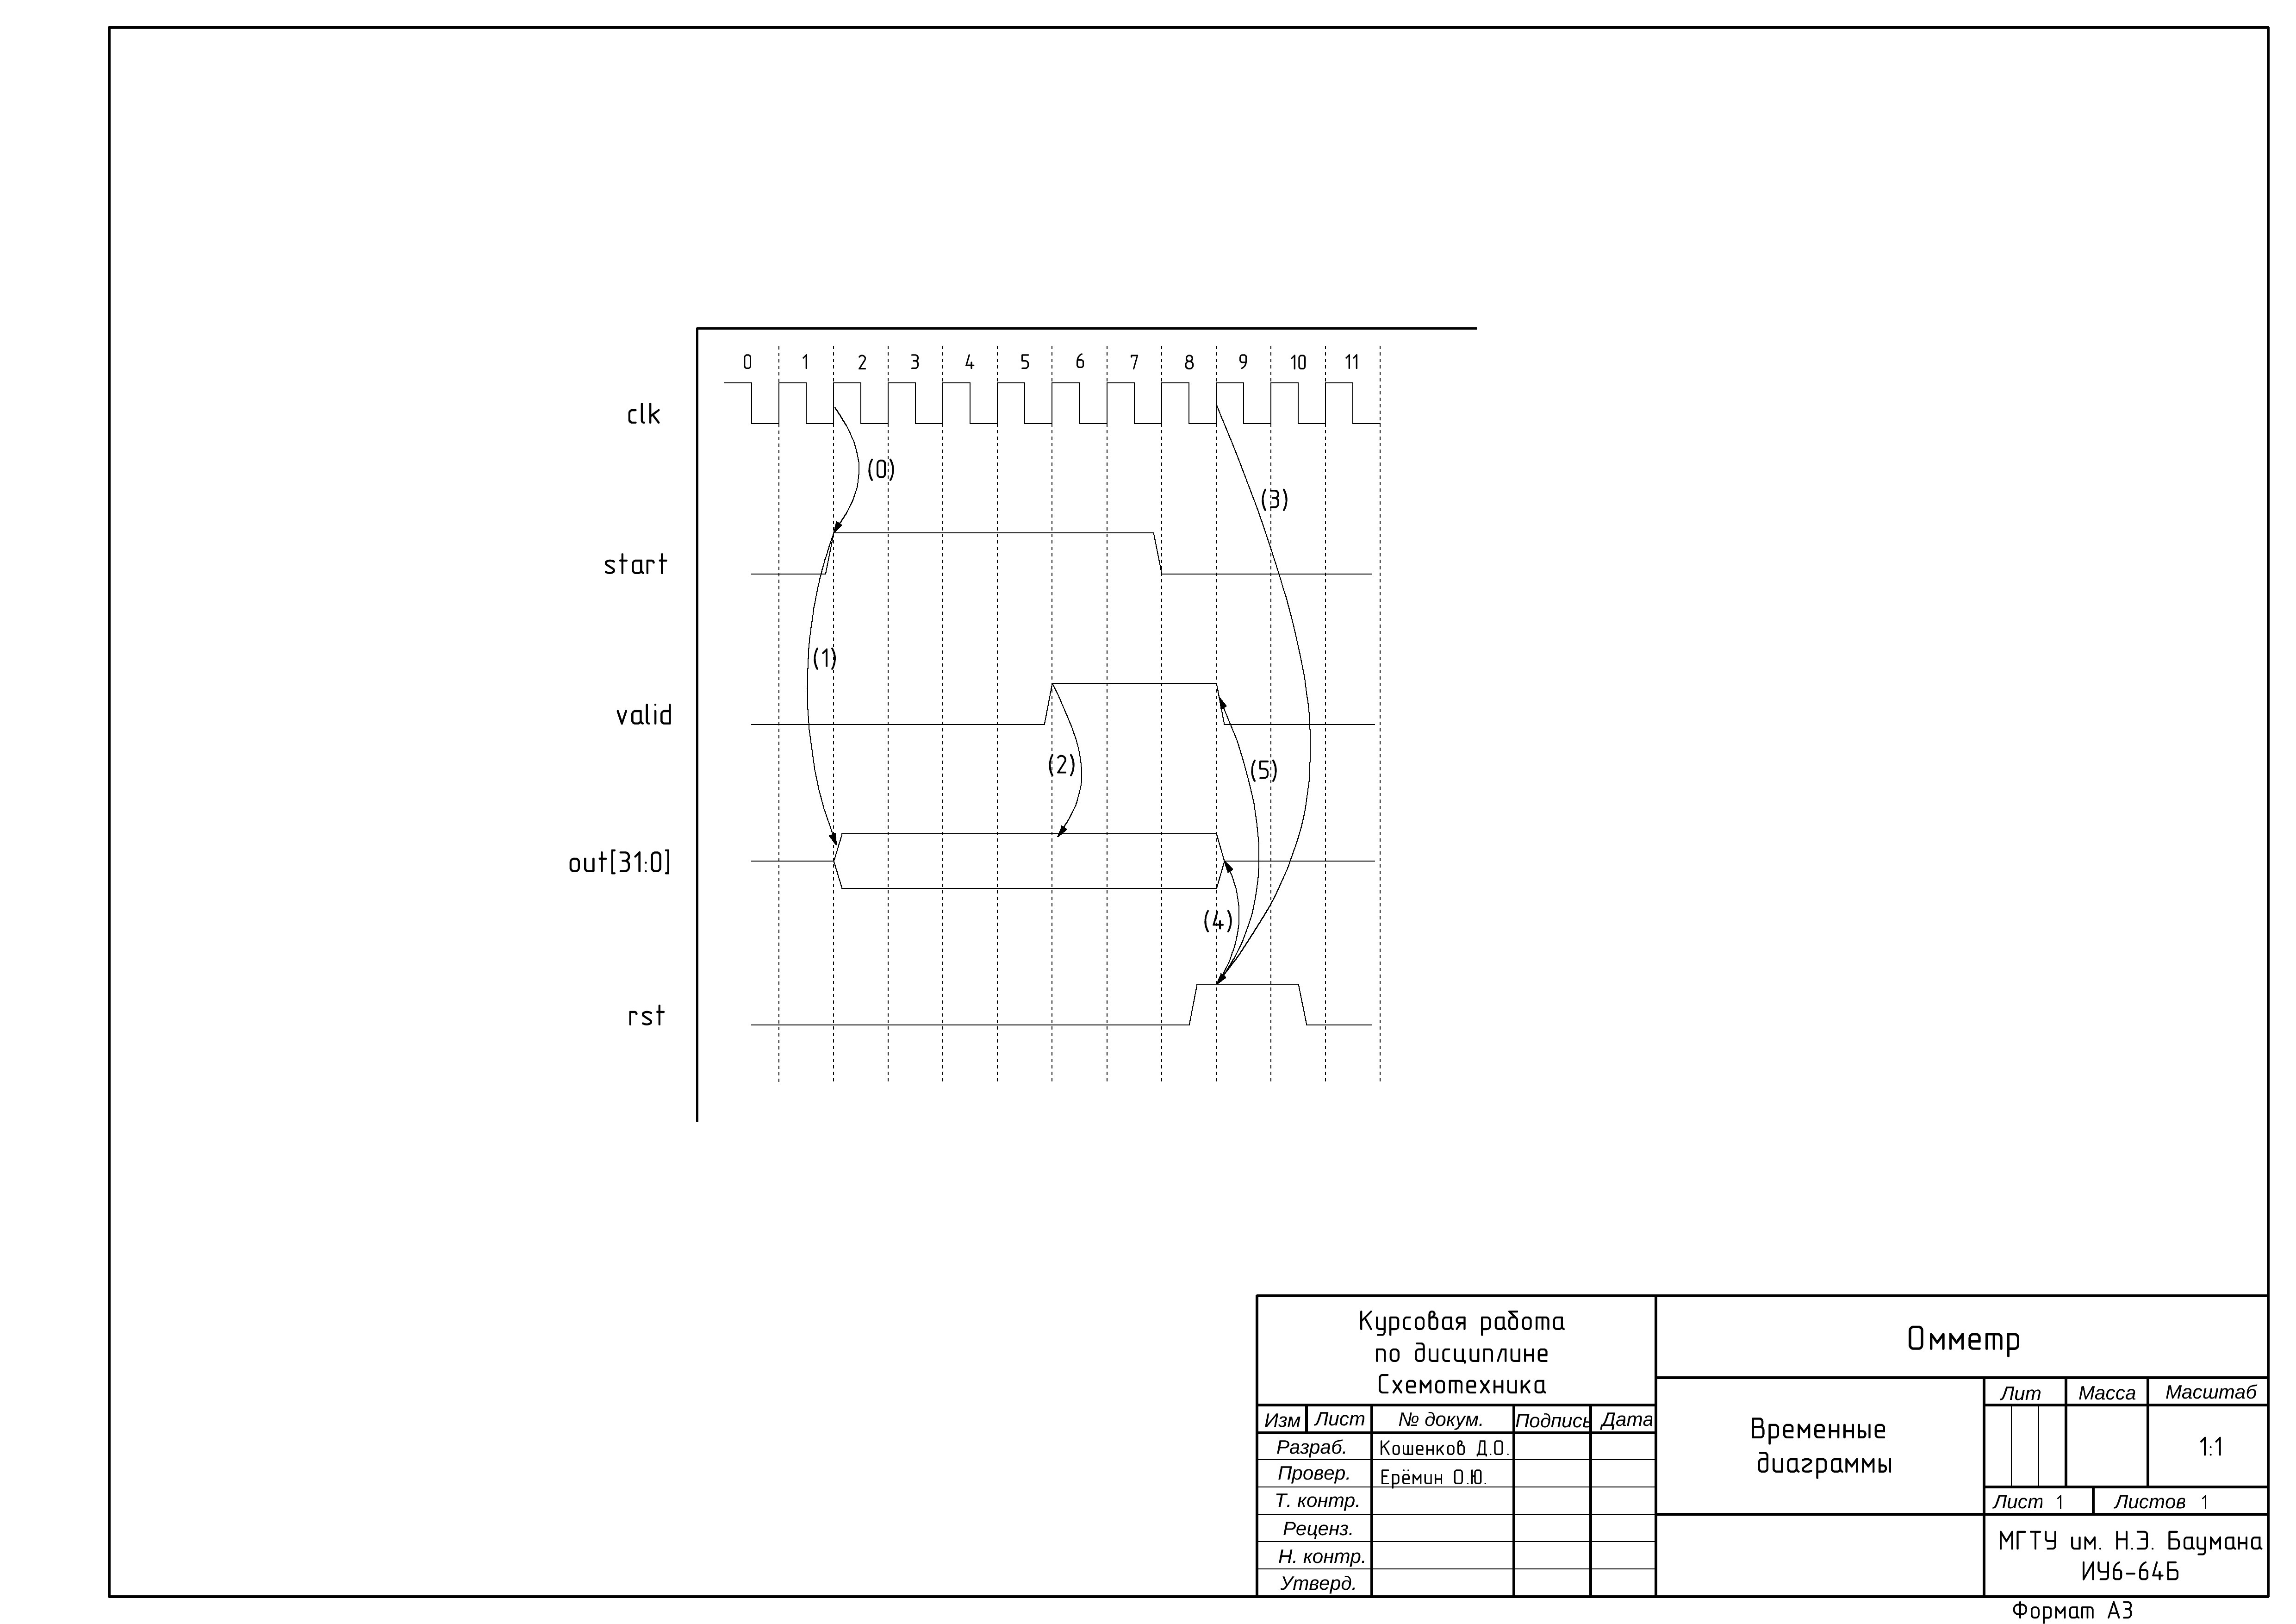 0 1 2 3 4 5 6 7 8 9 10 11
clk
(0)
(3)
start
(1)
valid
(2)
(5)
out[31:0]
(4)
rst
Курсовая работа
по дисциплине
Схемотехника
Изм Лист № докум. Подпись Дата
Разраб. Кошенков Д.О.
Провер. Ерёмин О.Ю.
Т. контр.
Реценз.
Н. контр.
Утверд.
Омметр
Временные
диаграммы
Лит Масса Масштаб
1:1
Лист 1 Листов 1
МГТУ им. Н.Э. Баумана
ИУ6-64Б
Формат А3